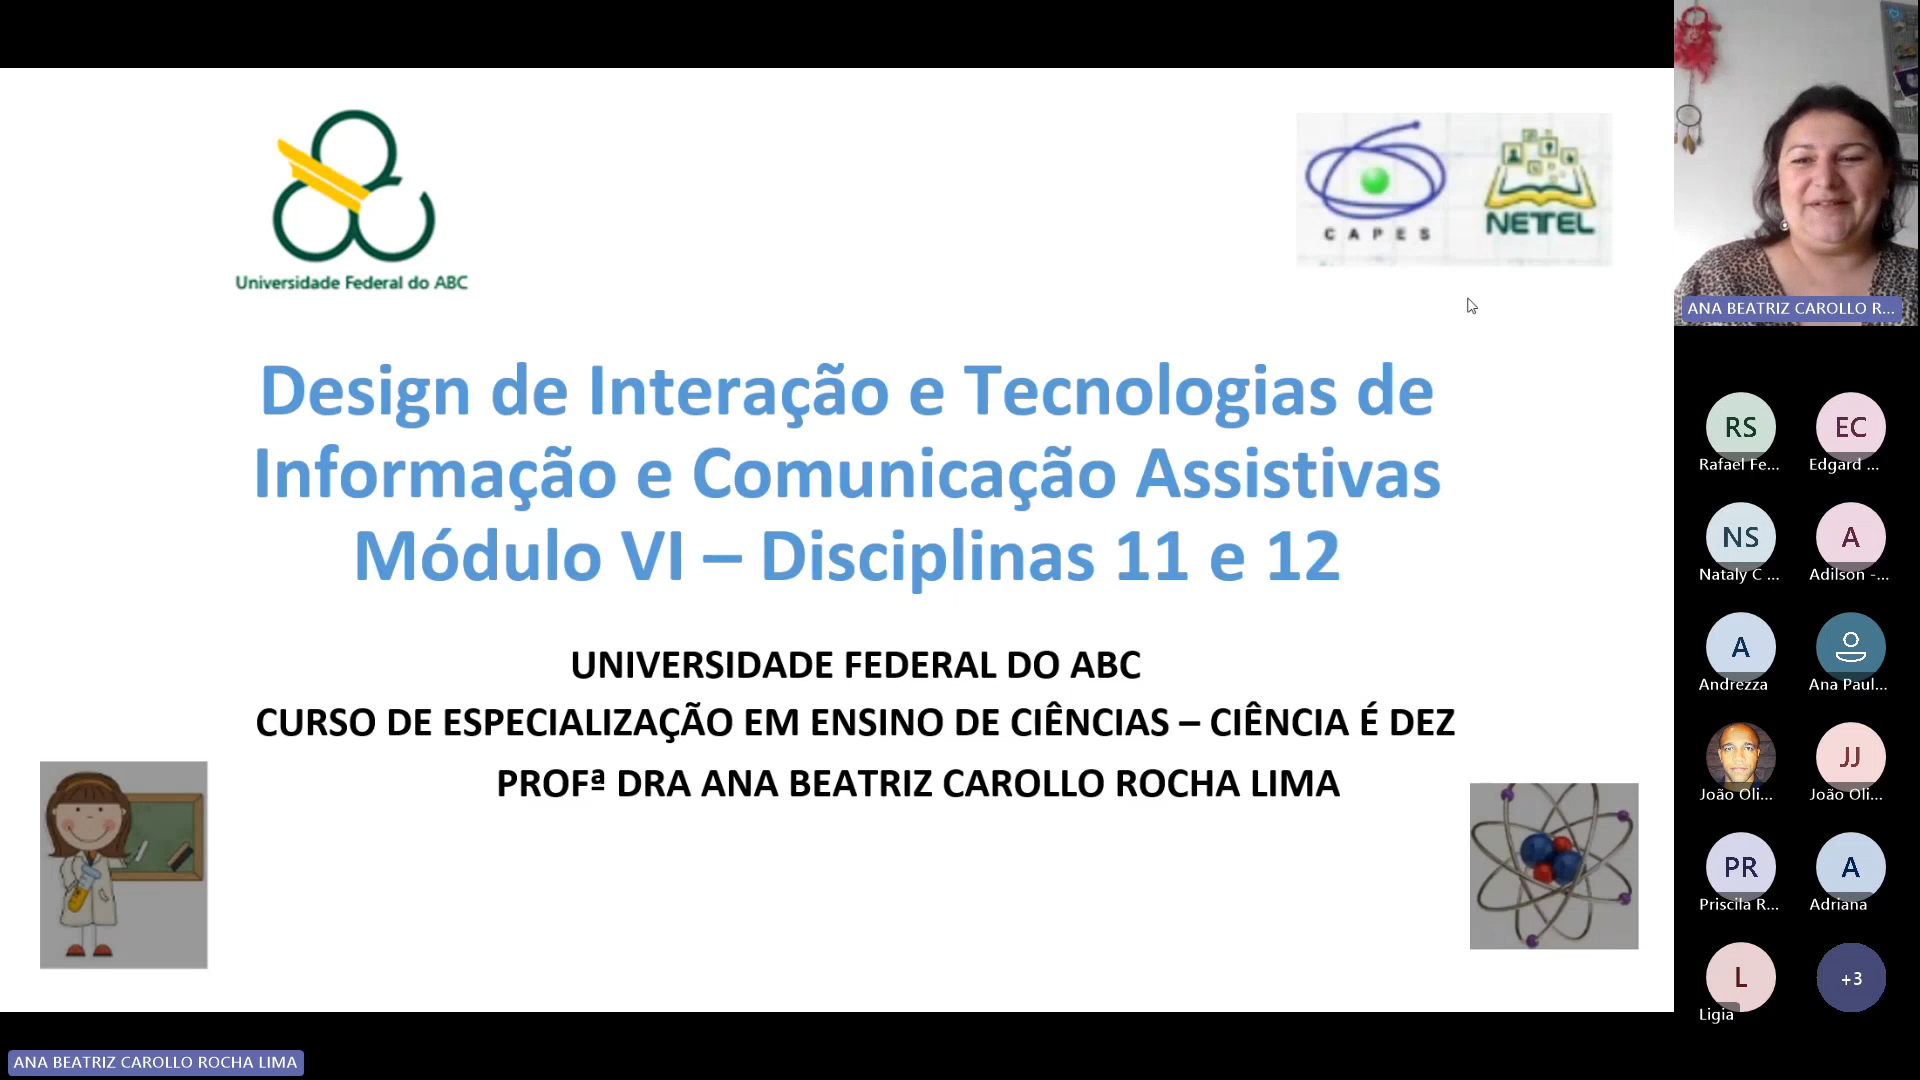 Universidade Federal do ABC
CAPES
NETEL
Design de Interação e Tecnologias de
Informação e Comunicação Assistivas
Módulo VI – Disciplinas 11 e 12
UNIVERSIDADE FEDERAL DO ABC
CURSO DE ESPECIALIZAÇÃO EM ENSINO DE CIÊNCIAS – CIÊNCIA É DEZ
PROFª DRA ANA BEATRIZ CAROLLO ROCHA LIMA
ANA BEATRIZ CAROLLO R...
RS
EC
Rafael Fe...
Edgard ...
NS
A
Nataly C ...
Adilson -...
A
Andrezza
Ana Paul...
JJ
João Oli...
João Oli...
PR
A
Priscila R...
Adriana
L
+3
Ligia
ANA BEATRIZ CAROLLO ROCHA LIMA